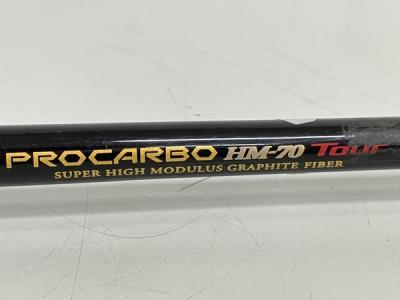 PROCARBO HM-70 Tour
SUPER HIGH MODULUS GRAPHITE FIBER